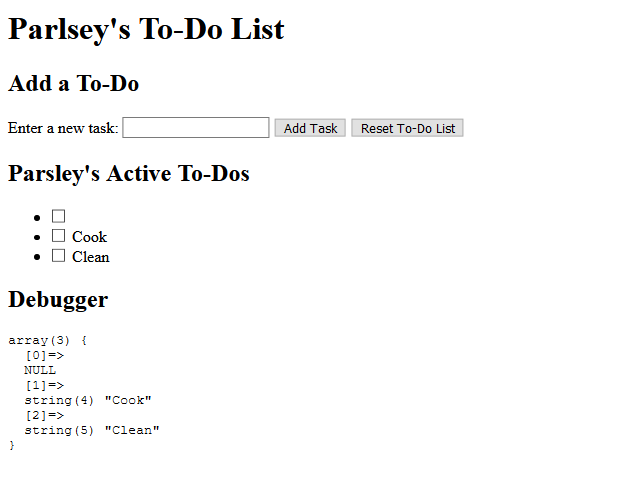 Parlsey's To-Do List
Add a To-Do
Enter a new task: Add Task Reset To-Do List
Parsley's Active To-Dos
Cook
Clean
Debugger
array(3) {
  [0]=>
  NULL
  [1]=>
  string(4) "Cook"
  [2]=>
  string(5) "Clean"
}